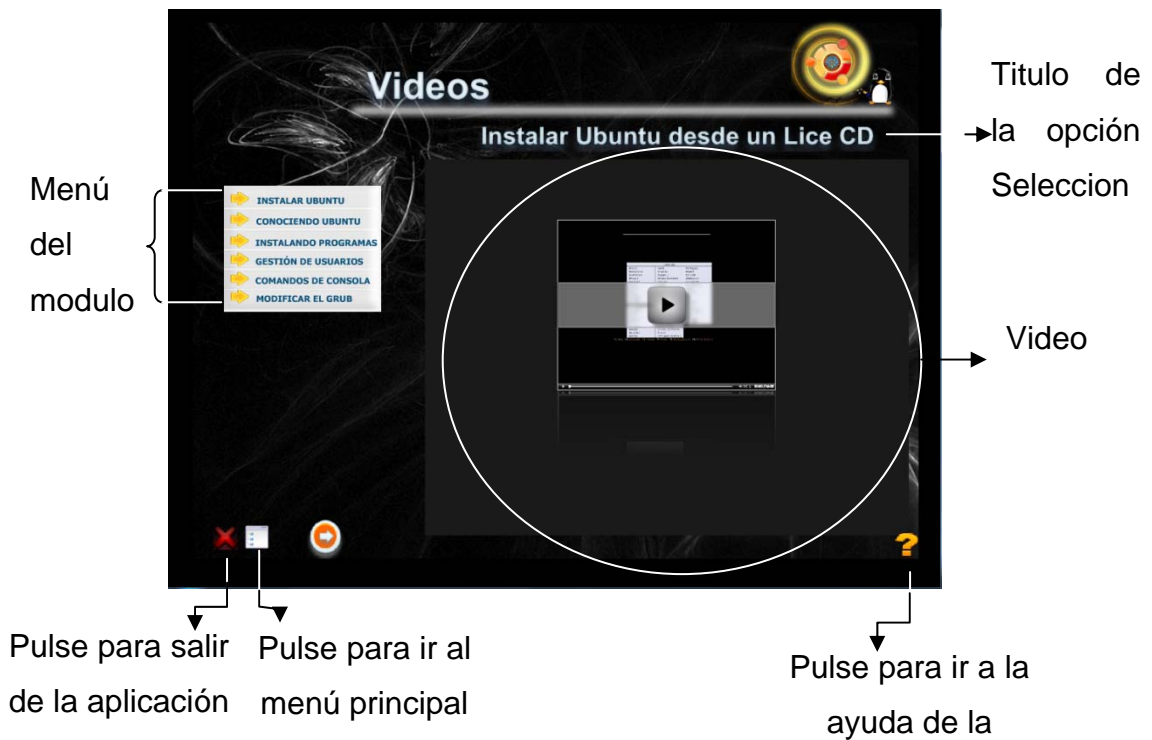 Videos
Instalar Ubuntu desde un Lice CD
Titulo de
la opción
Seleccion
Menú
del
modulo
INSTALAR UBUNTU
CONOCIENDO UBUNTU
INSTALANDO PROGRAMAS
GESTIÓN DE USUARIOS
COMANDOS DE CONSOLA
MODIFICAR EL GRUB
Video
?
Pulse para salir
de la aplicación
Pulse para ir al
menú principal
Pulse para ir a la
ayuda de la